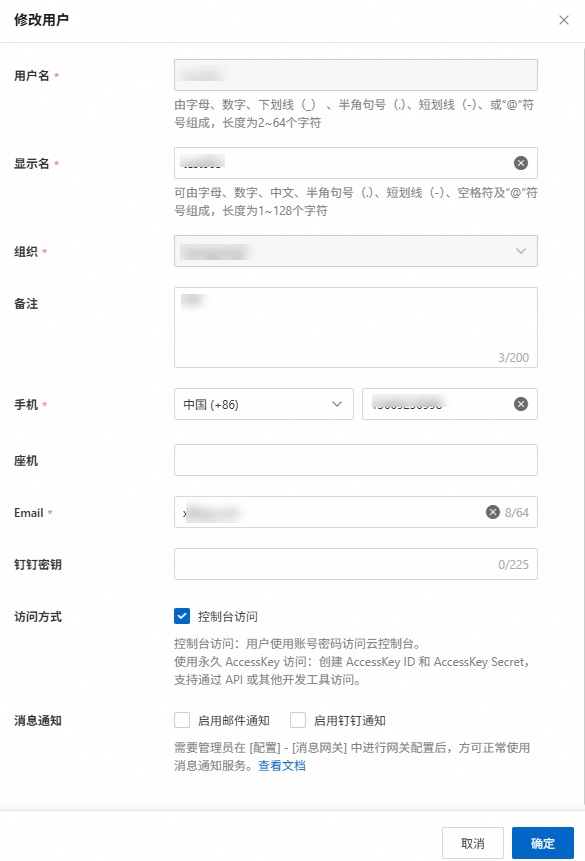 修改用户
用户名 *
由字母、数字、下划线（_）、半角句号（.）、短划线（-）、或“@”符
号组成，长度为2~64个字符
显示名 *
可由字母、数字、中文、半角句号（.）、短划线（-）、空格符及“@”符
号组成，长度为1~128个字符
组织 *
备注
3/200
手机 *
中国 (+86)
座机
Email *
8/64
钉钉密钥
0/225
访问方式
控制台访问
控制台访问：用户使用账号密码访问云控制台。
使用永久 AccessKey 访问：创建 AccessKey ID 和 AccessKey Secret，
支持通过 API 或其他开发工具访问。
消息通知
启用邮件通知 启用钉钉通知
需要管理员在 [配置] - [消息网关] 中进行网关配置后，方可正常使用
消息通知服务。查看文档
取消 确定